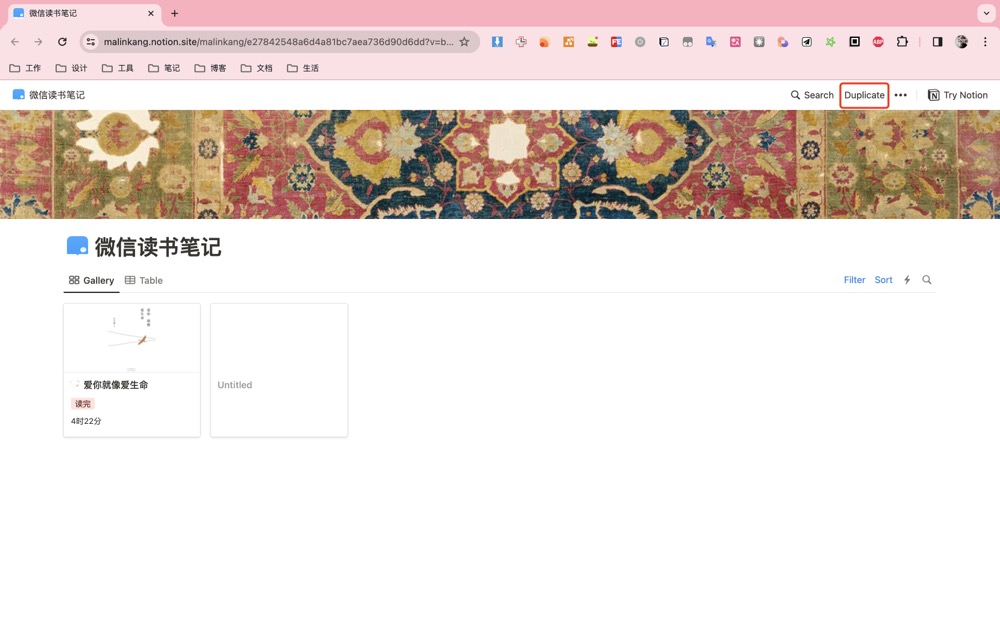 微信读书笔记
malinkang.notion.site/malinkang/e27842548a6d4a81bc7aea736d90d6dd?v=b...
工作 设计 工具 笔记 博客 文档 生活
微信读书笔记 Search Duplicate ••• Try Notion
微信读书笔记
Gallery Table Filter Sort
爱你就像爱生命
读完
4时22分
Untitled